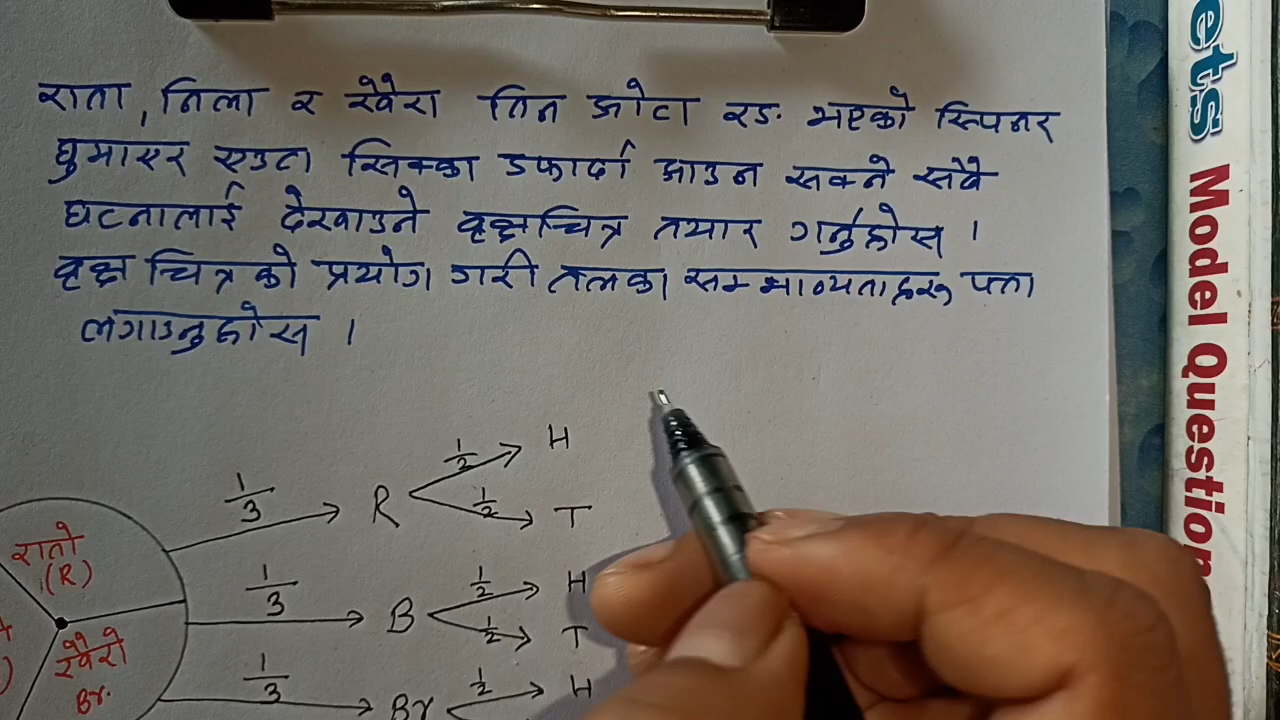 राता, निला र खैरा तिन ओटा रङ भएको स्पिनर
घुमाएर एउटा सिक्का उफार्दा आउन सक्ने सबै
घटनालाई देखाउने वृक्षचित्र तयार गर्नुहोस ।
वृक्ष चित्रको प्रयोग गरी तलका सम्भाव्यताहरू पत्ता
लगाउनुहोस ।
1/3 R 1/2 H
1/2 T
रातो
(R)
1/3 B 1/2 H
1/2 T
खैरो
Br.
1/3 Br 1/2 H
ets Model Question